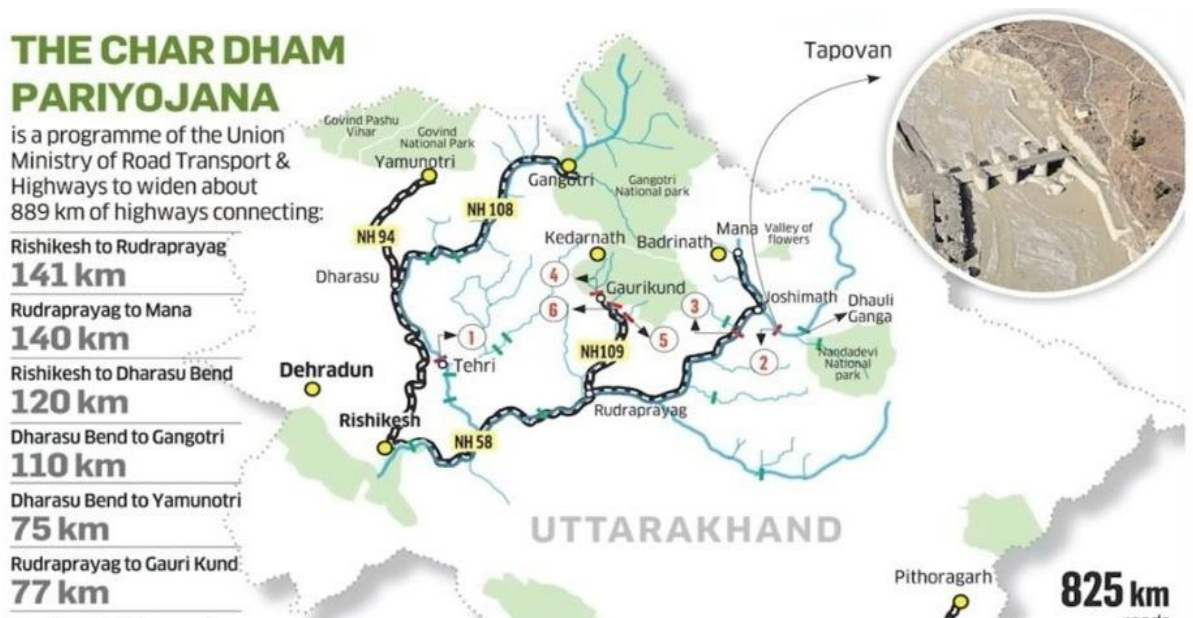 THE CHAR DHAM
PARIYOJANA
is a programme of the Union
Ministry of Road Transport &
Highways to widen about
889 km of highways connecting:
Rishikesh to Rudraprayag
141 km
Rudraprayag to Mana
140 km
Rishikesh to Dharasu Bend
120 km
Dharasu Bend to Gangotri
110 km
Dharasu Bend to Yamunotri
75 km
Rudraprayag to Gauri Kund
77 km
Tapovan
Govind Pashu
Vihar
Govind
National Park
Yamunotri
Gangotri
Gangotri
National park
NH 108
NH 94
Kedarnath
Badrinath
Mana
Valley of
flowers
Dharasu
4
Gaurikund
6
3
Joshimath
Dhauli
Ganga
1
5
2
NH109
Tehri
Nandadevi
National
park
Dehradun
Rudraprayag
Rishikesh
NH 58
UTTARAKHAND
Pithoragarh
825 km